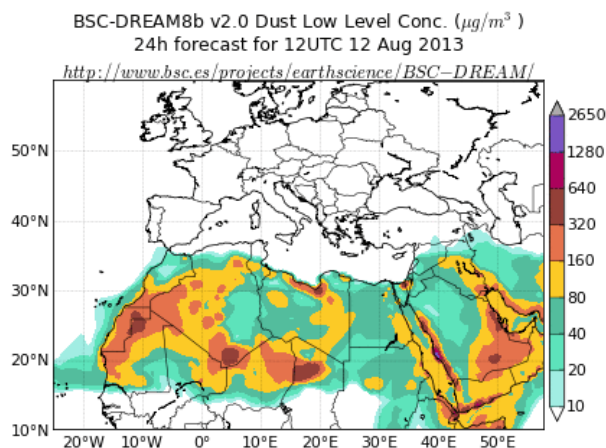 BSC-DREAM8b v2.0 Dust Low Level Conc. (μg/m³ )
24h forecast for 12UTC 12 Aug 2013
http://www.bsc.es/projects/earthscience/BSC−DREAM/
2650
1280
640
320
160
80
40
20
10
50°N
40°N
30°N
20°N
10°N
20°W 10°W 0° 10°E 20°E 30°E 40°E 50°E